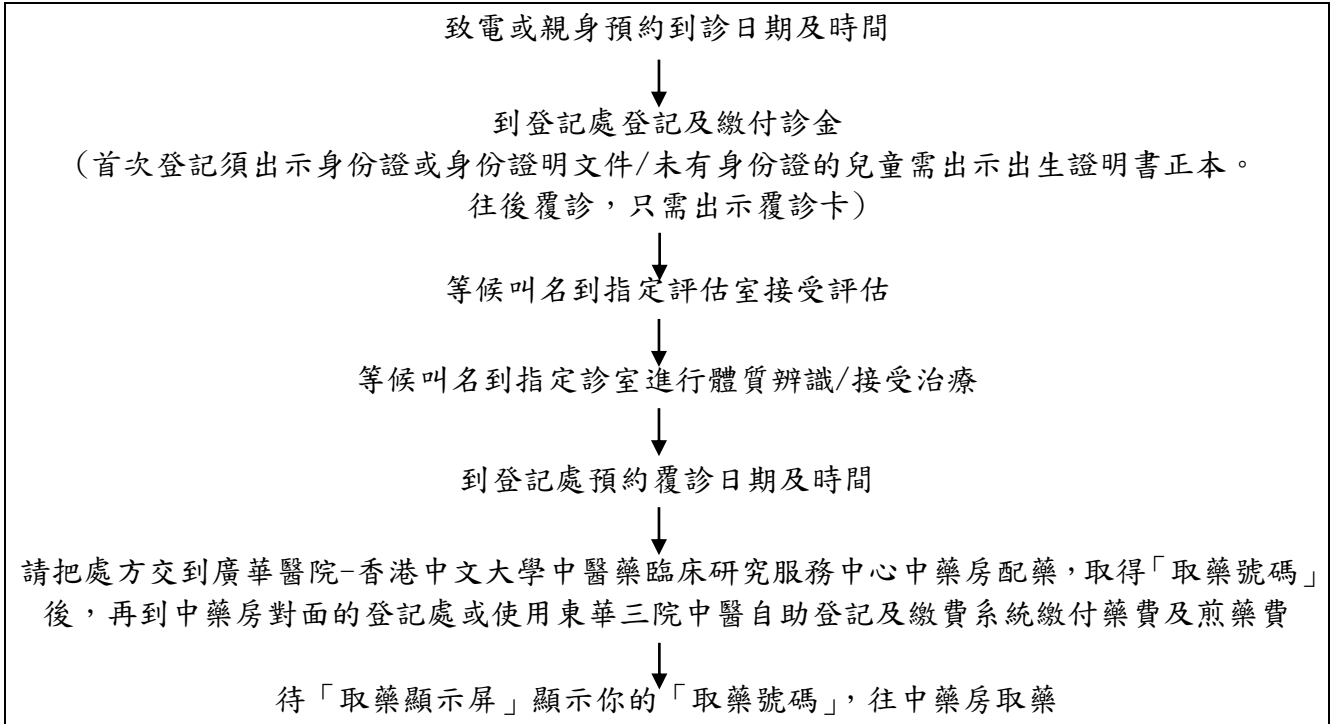 致電或親身預約到診日期及時間
到登記處登記及繳付診金
(首次登記須出示身份證或身份證明文件/未有身份證的兒童需出示出生證明書正本。
往後覆診,只需出示覆診卡)
等候叫名到指定評估室接受評估
等候叫名到指定診室進行體質辨識/接受治療
到登記處預約覆診日期及時間
請把處方交到廣華醫院-香港中文大學中醫藥臨床研究服務中心中藥房配藥,取得「取藥號碼」
後,再到中藥房對面的登記處或使用東華三院中醫自助登記及繳費系統繳付藥費及煎藥費
待「取藥顯示屏」顯示你的「取藥號碼」,往中藥房取藥